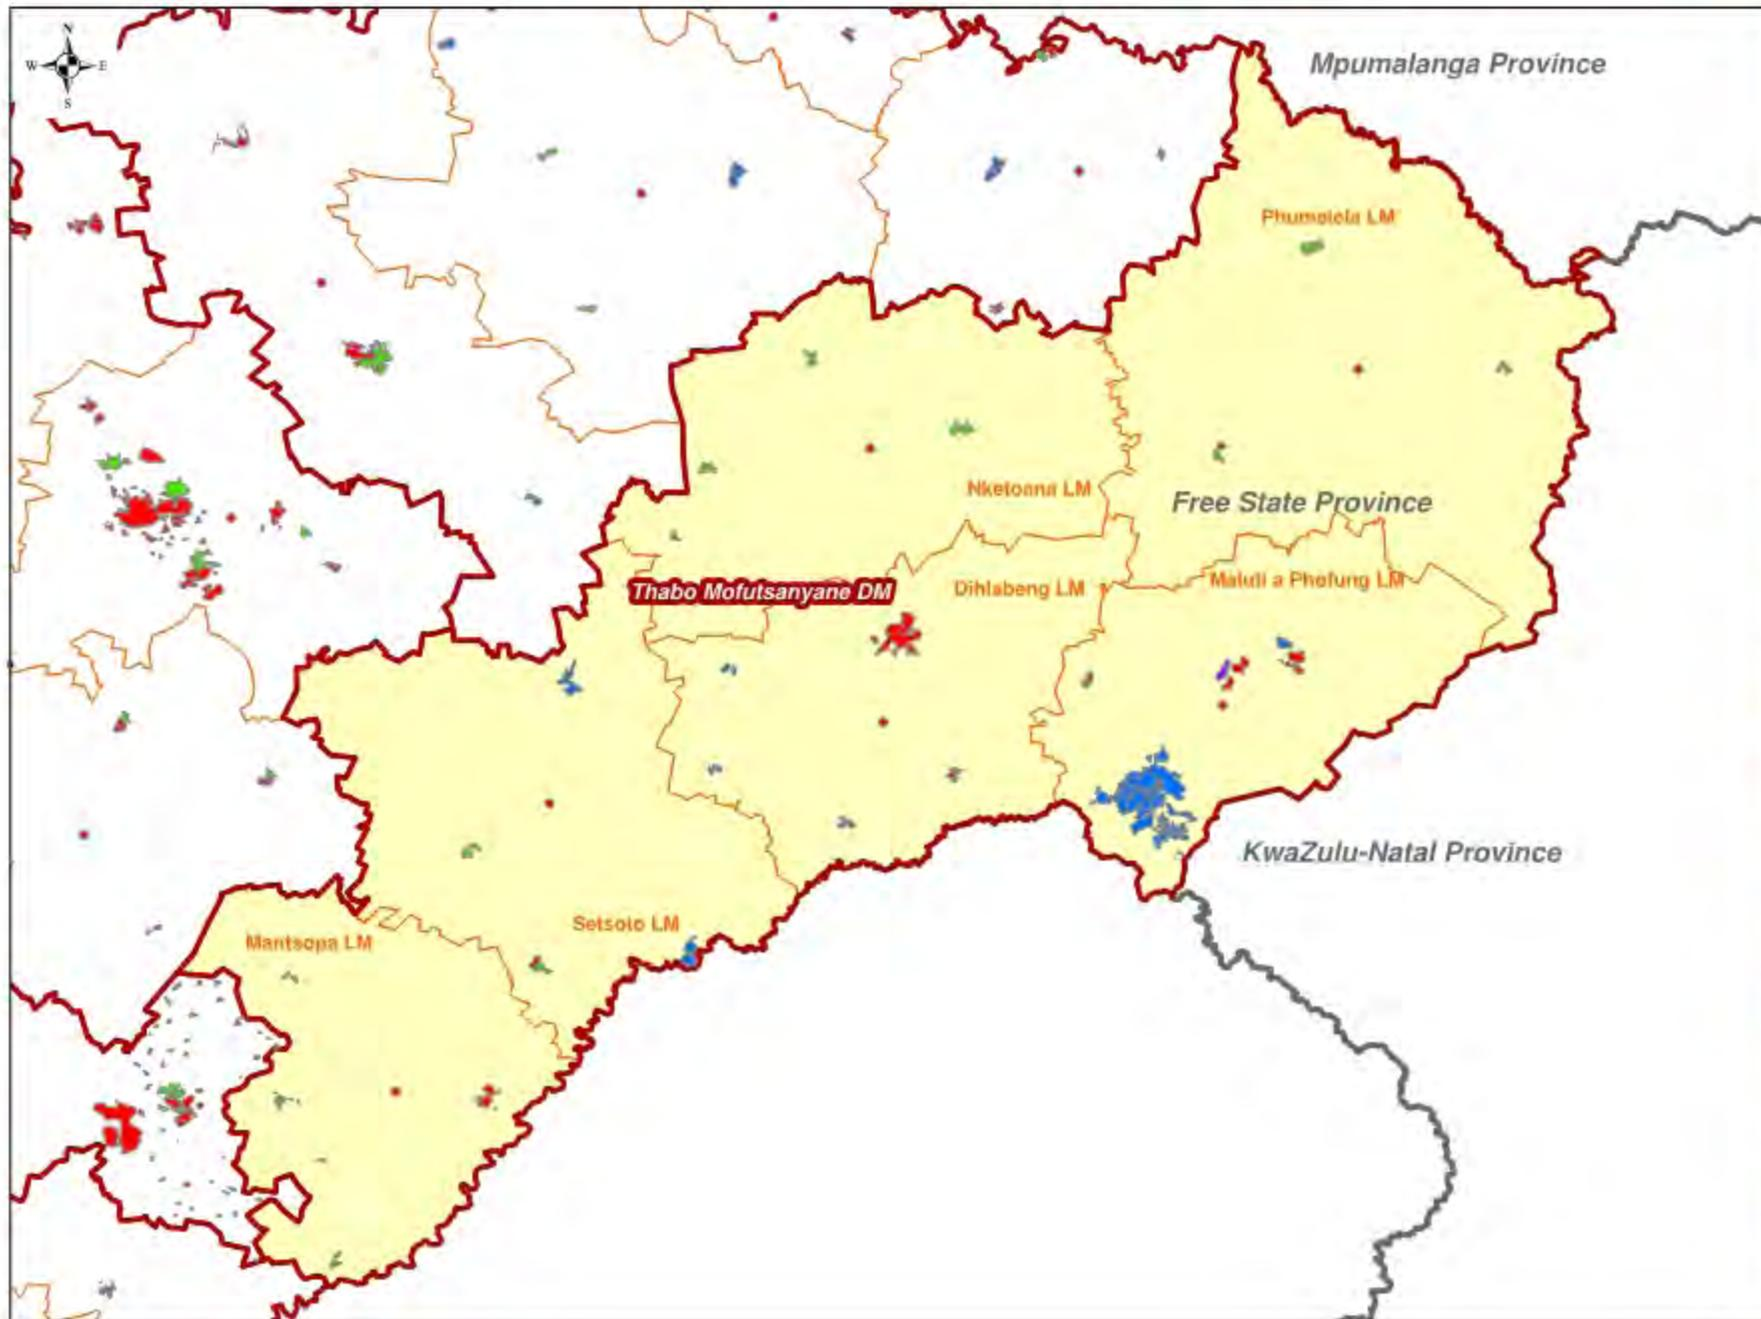 N
W E
S
Mpumalanga Province
Phumelela LM
Nketoana LM
Free State Province
Thabo Mofutsanyane DM
Dihlabeng LM
Maluti a Phofung LM
KwaZulu-Natal Province
Setsoto LM
Mantsopa LM